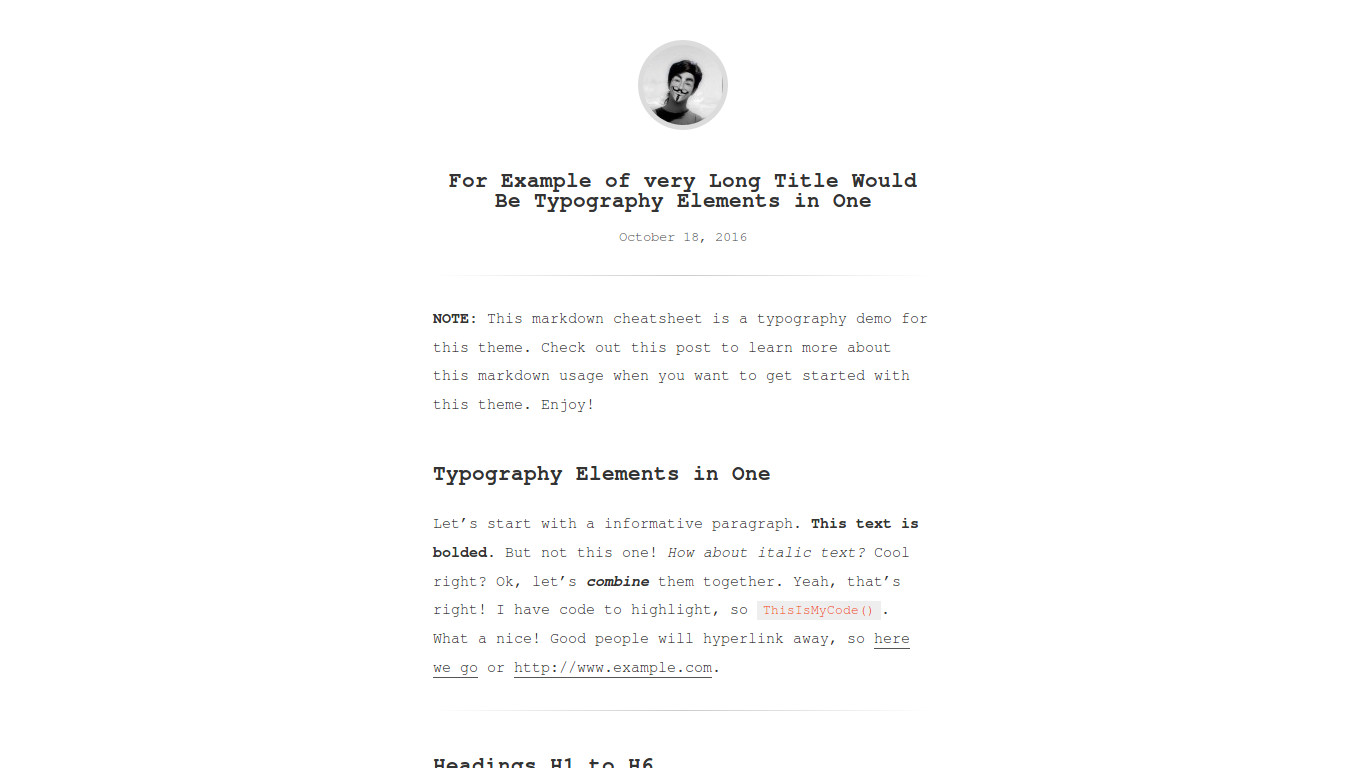 For Example of very Long Title Would
Be Typography Elements in One
October 18, 2016
NOTE: This markdown cheatsheet is a typography demo for
this theme. Check out this post to learn more about
this markdown usage when you want to get started with
this theme. Enjoy!
Typography Elements in One
Let’s start with a informative paragraph. This text is
bolded. But not this one! How about italic text? Cool
right? Ok, let’s combine them together. Yeah, that’s
right! I have code to highlight, so ThisIsMyCode().
What a nice! Good people will hyperlink away, so here
we go or http://www.example.com.
Headings H1 to H6